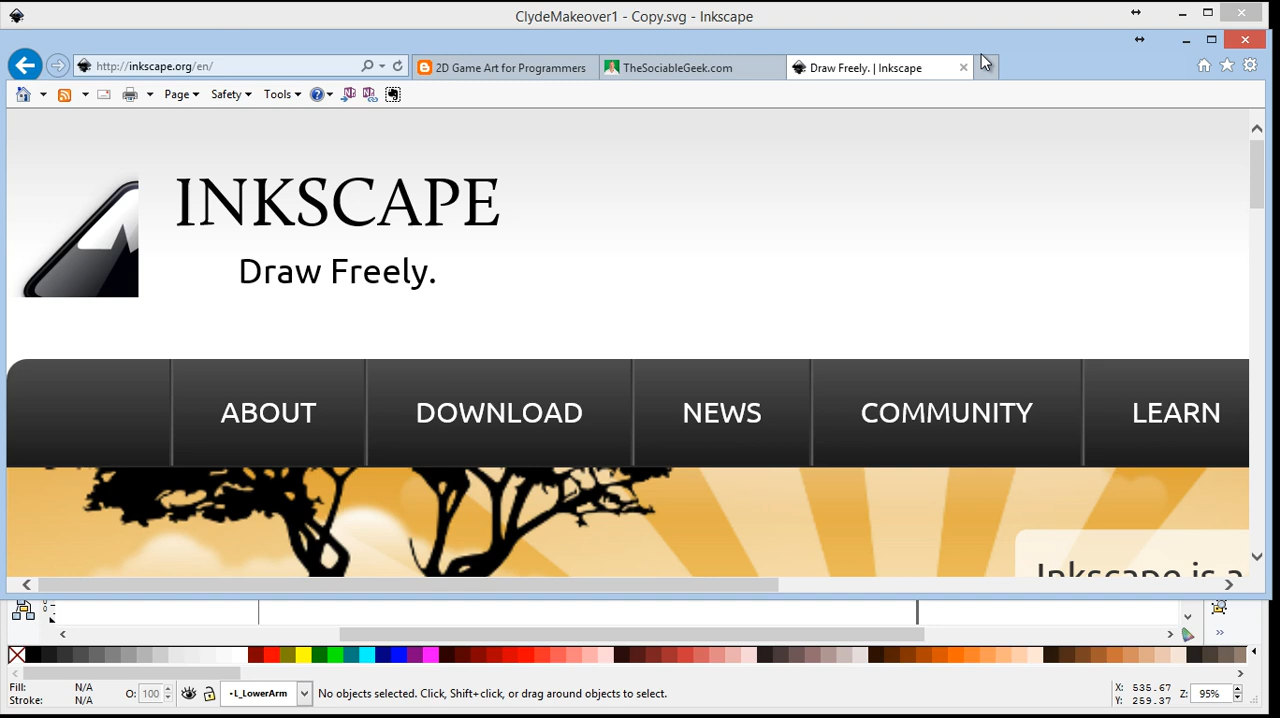 ClydeMakeover1 - Copy.svg - Inkscape
http://inkscape.org/en/
2D Game Art for Programmers
TheSociableGeek.com
Draw Freely. | Inkscape
Page
Safety
Tools
INKSCAPE
Draw Freely.
ABOUT
DOWNLOAD
NEWS
COMMUNITY
LEARN
Inkscape is a
Fill: N/A
Stroke: N/A
O: 100
•L_LowerArm
No objects selected. Click, Shift+click, or drag around objects to select.
X: 535.67
Y: 259.37
Z: 95%